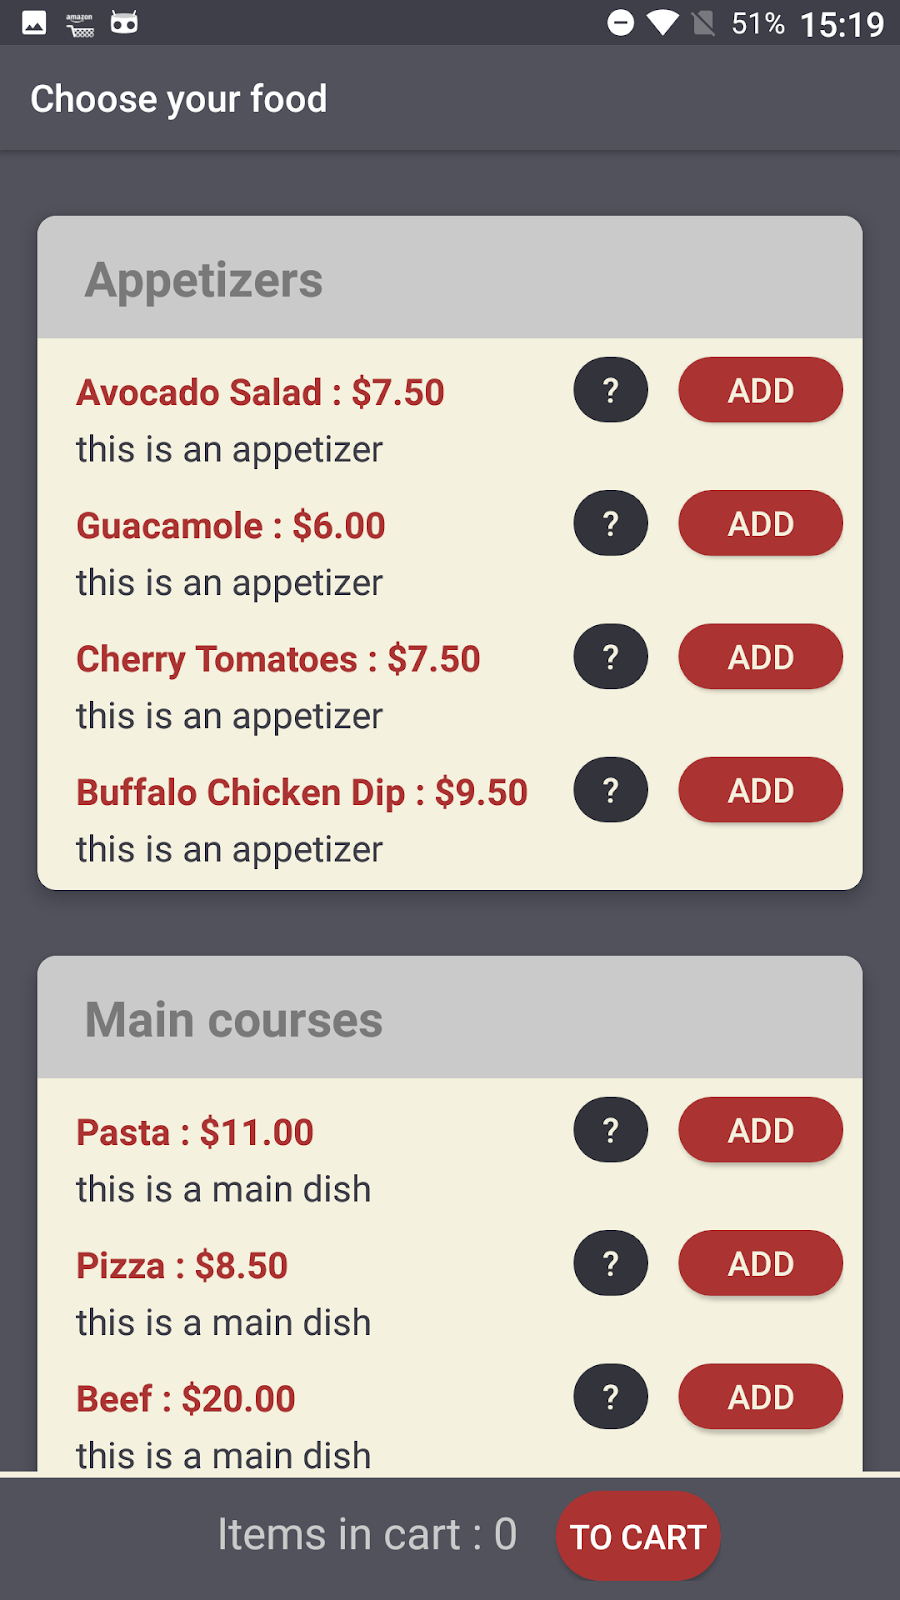 amazon
51% 15:19
Choose your food
Appetizers
Avocado Salad : $7.50 ? ADD
this is an appetizer
Guacamole : $6.00 ? ADD
this is an appetizer
Cherry Tomatoes : $7.50 ? ADD
this is an appetizer
Buffalo Chicken Dip : $9.50 ? ADD
this is an appetizer
Main courses
Pasta : $11.00 ? ADD
this is a main dish
Pizza : $8.50 ? ADD
this is a main dish
Beef : $20.00 ? ADD
this is a main dish
Items in cart : 0 TO CART